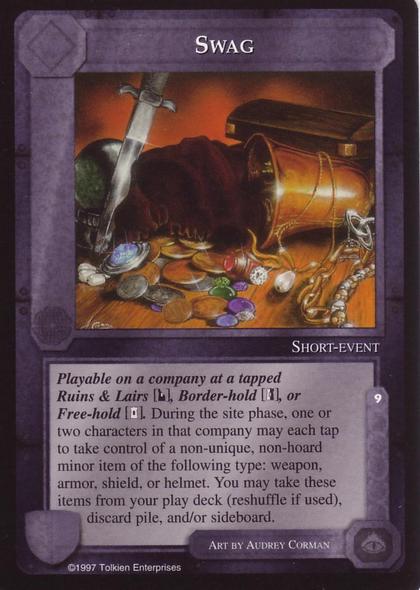 SWAG
SHORT-EVENT
Playable on a company at a tapped
Ruins & Lairs [], Border-hold [], or
Free-hold []. During the site phase, one or
two characters in that company may each tap
to take control of a non-unique, non-hoard
minor item of the following type: weapon,
armor, shield, or helmet. You may take these
items from your play deck (reshuffle if used),
discard pile, and/or sideboard.
9
ART BY AUDREY CORMAN
©1997 Tolkien Enterprises